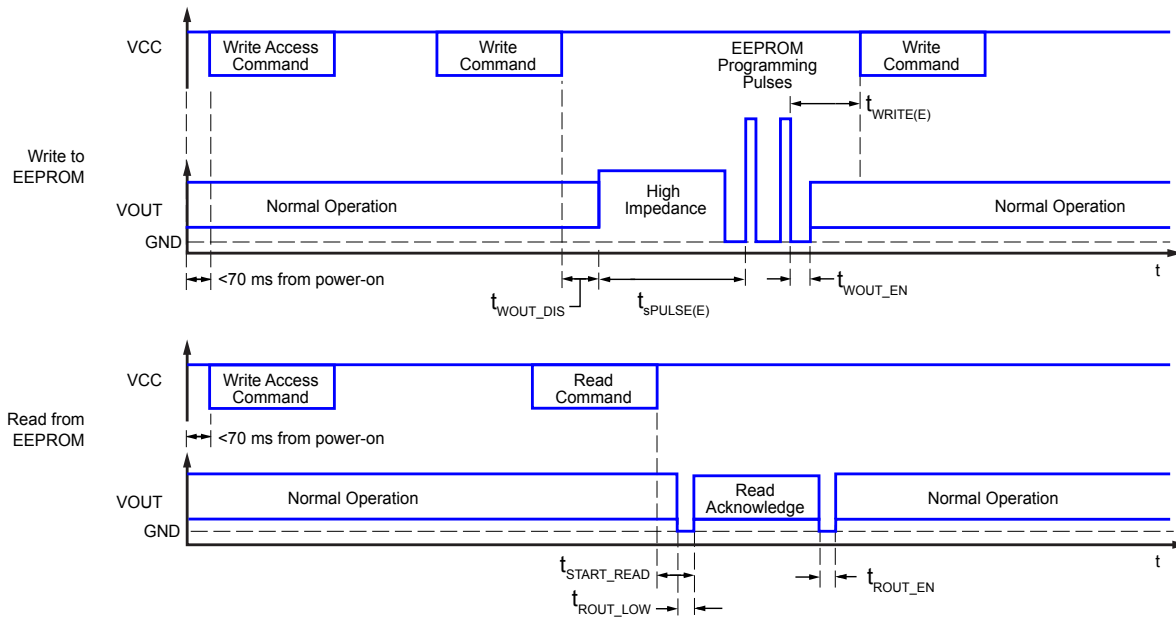 VCC
Write Access
Command
Write
Command
EEPROM
Programming
Pulses
Write
Command
tWRITE(E)
Write to
EEPROM
VOUT
Normal Operation
High
Impedance
Normal Operation
GND
t
<70 ms from power-on
tWOUT_DIS
tsPULSE(E)
tWOUT_EN
VCC
Write Access
Command
Read
Command
Read from
EEPROM
<70 ms from power-on
VOUT
Normal Operation
Read
Acknowledge
Normal Operation
GND
t
tSTART_READ
tROUT_LOW
tROUT_EN